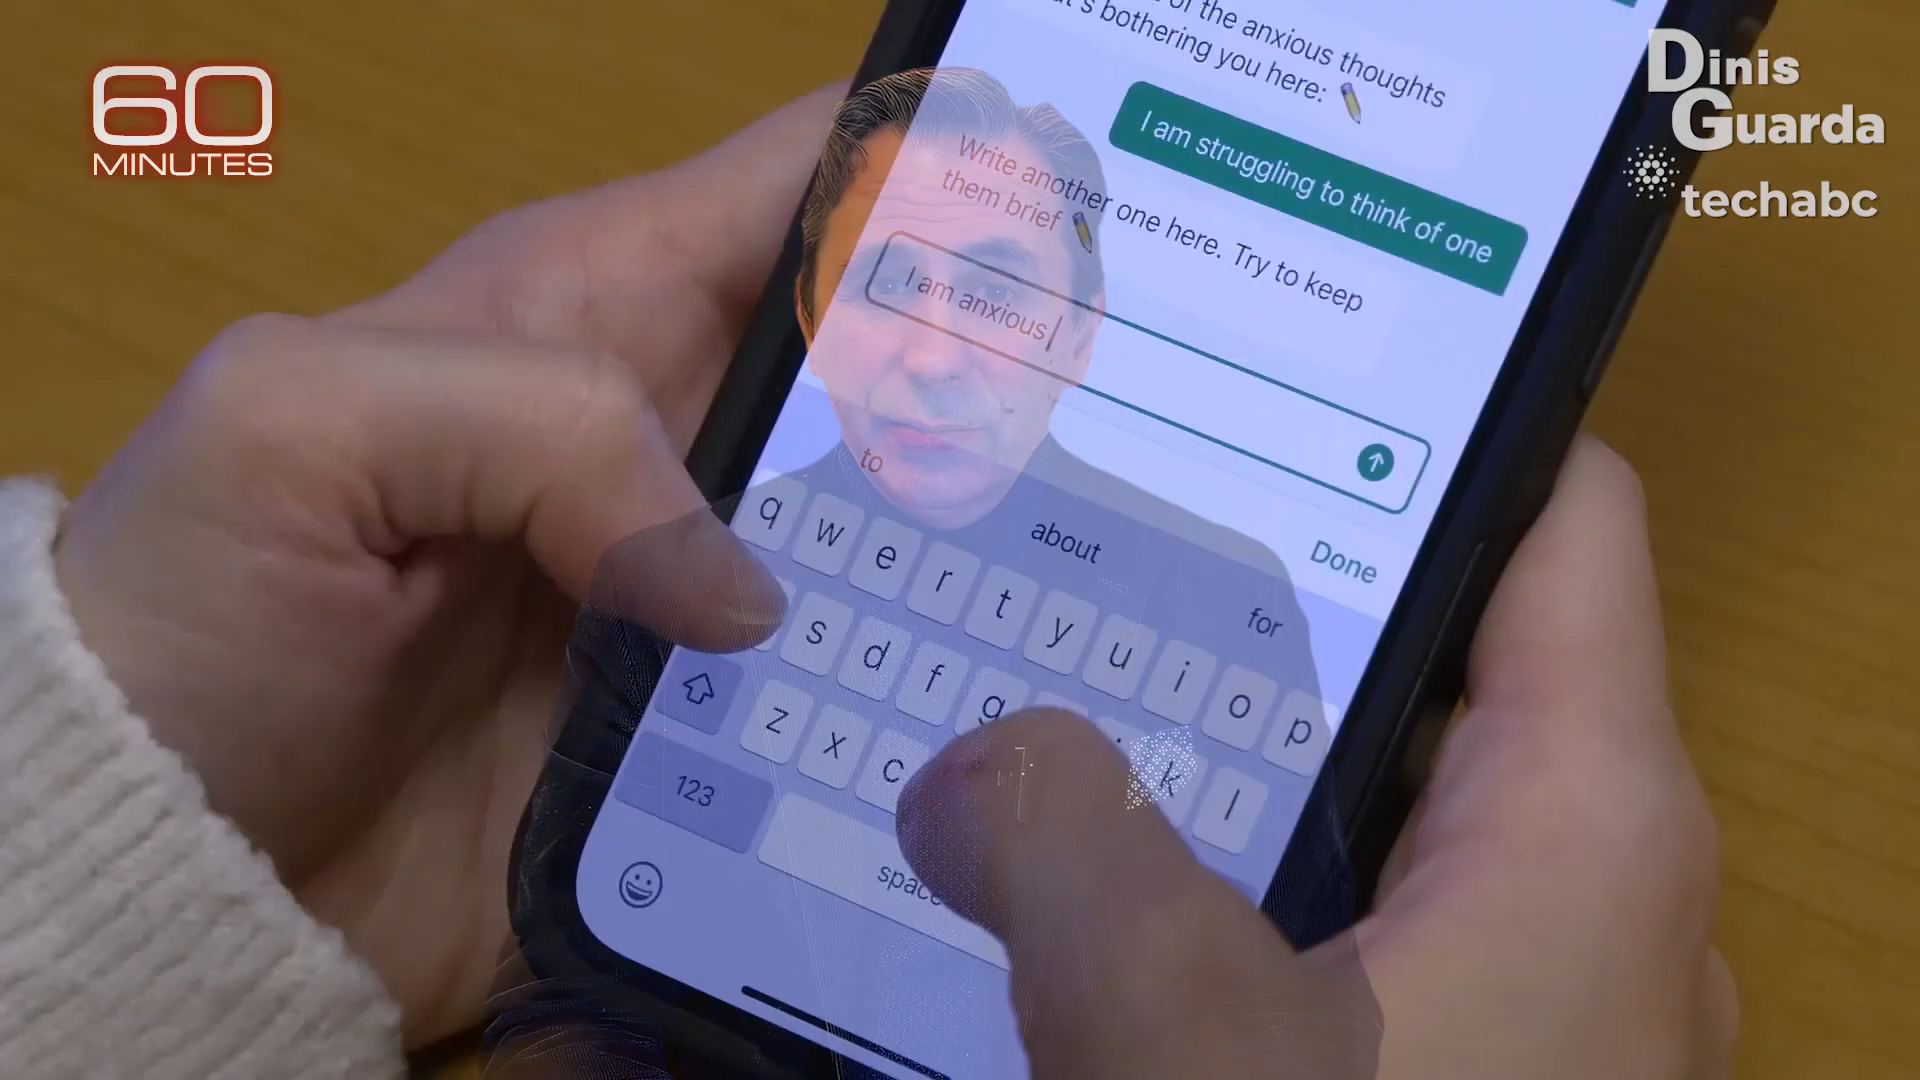 60
MINUTES
Dinis
Guarda
techabc
of the anxious thoughts
bothering you here:
I am struggling to think of one
Write another one here. Try to keep
them brief
I am anxious
to
about
for
Done
q w e r t y u i o p
s d f g k l
z x c
123
space